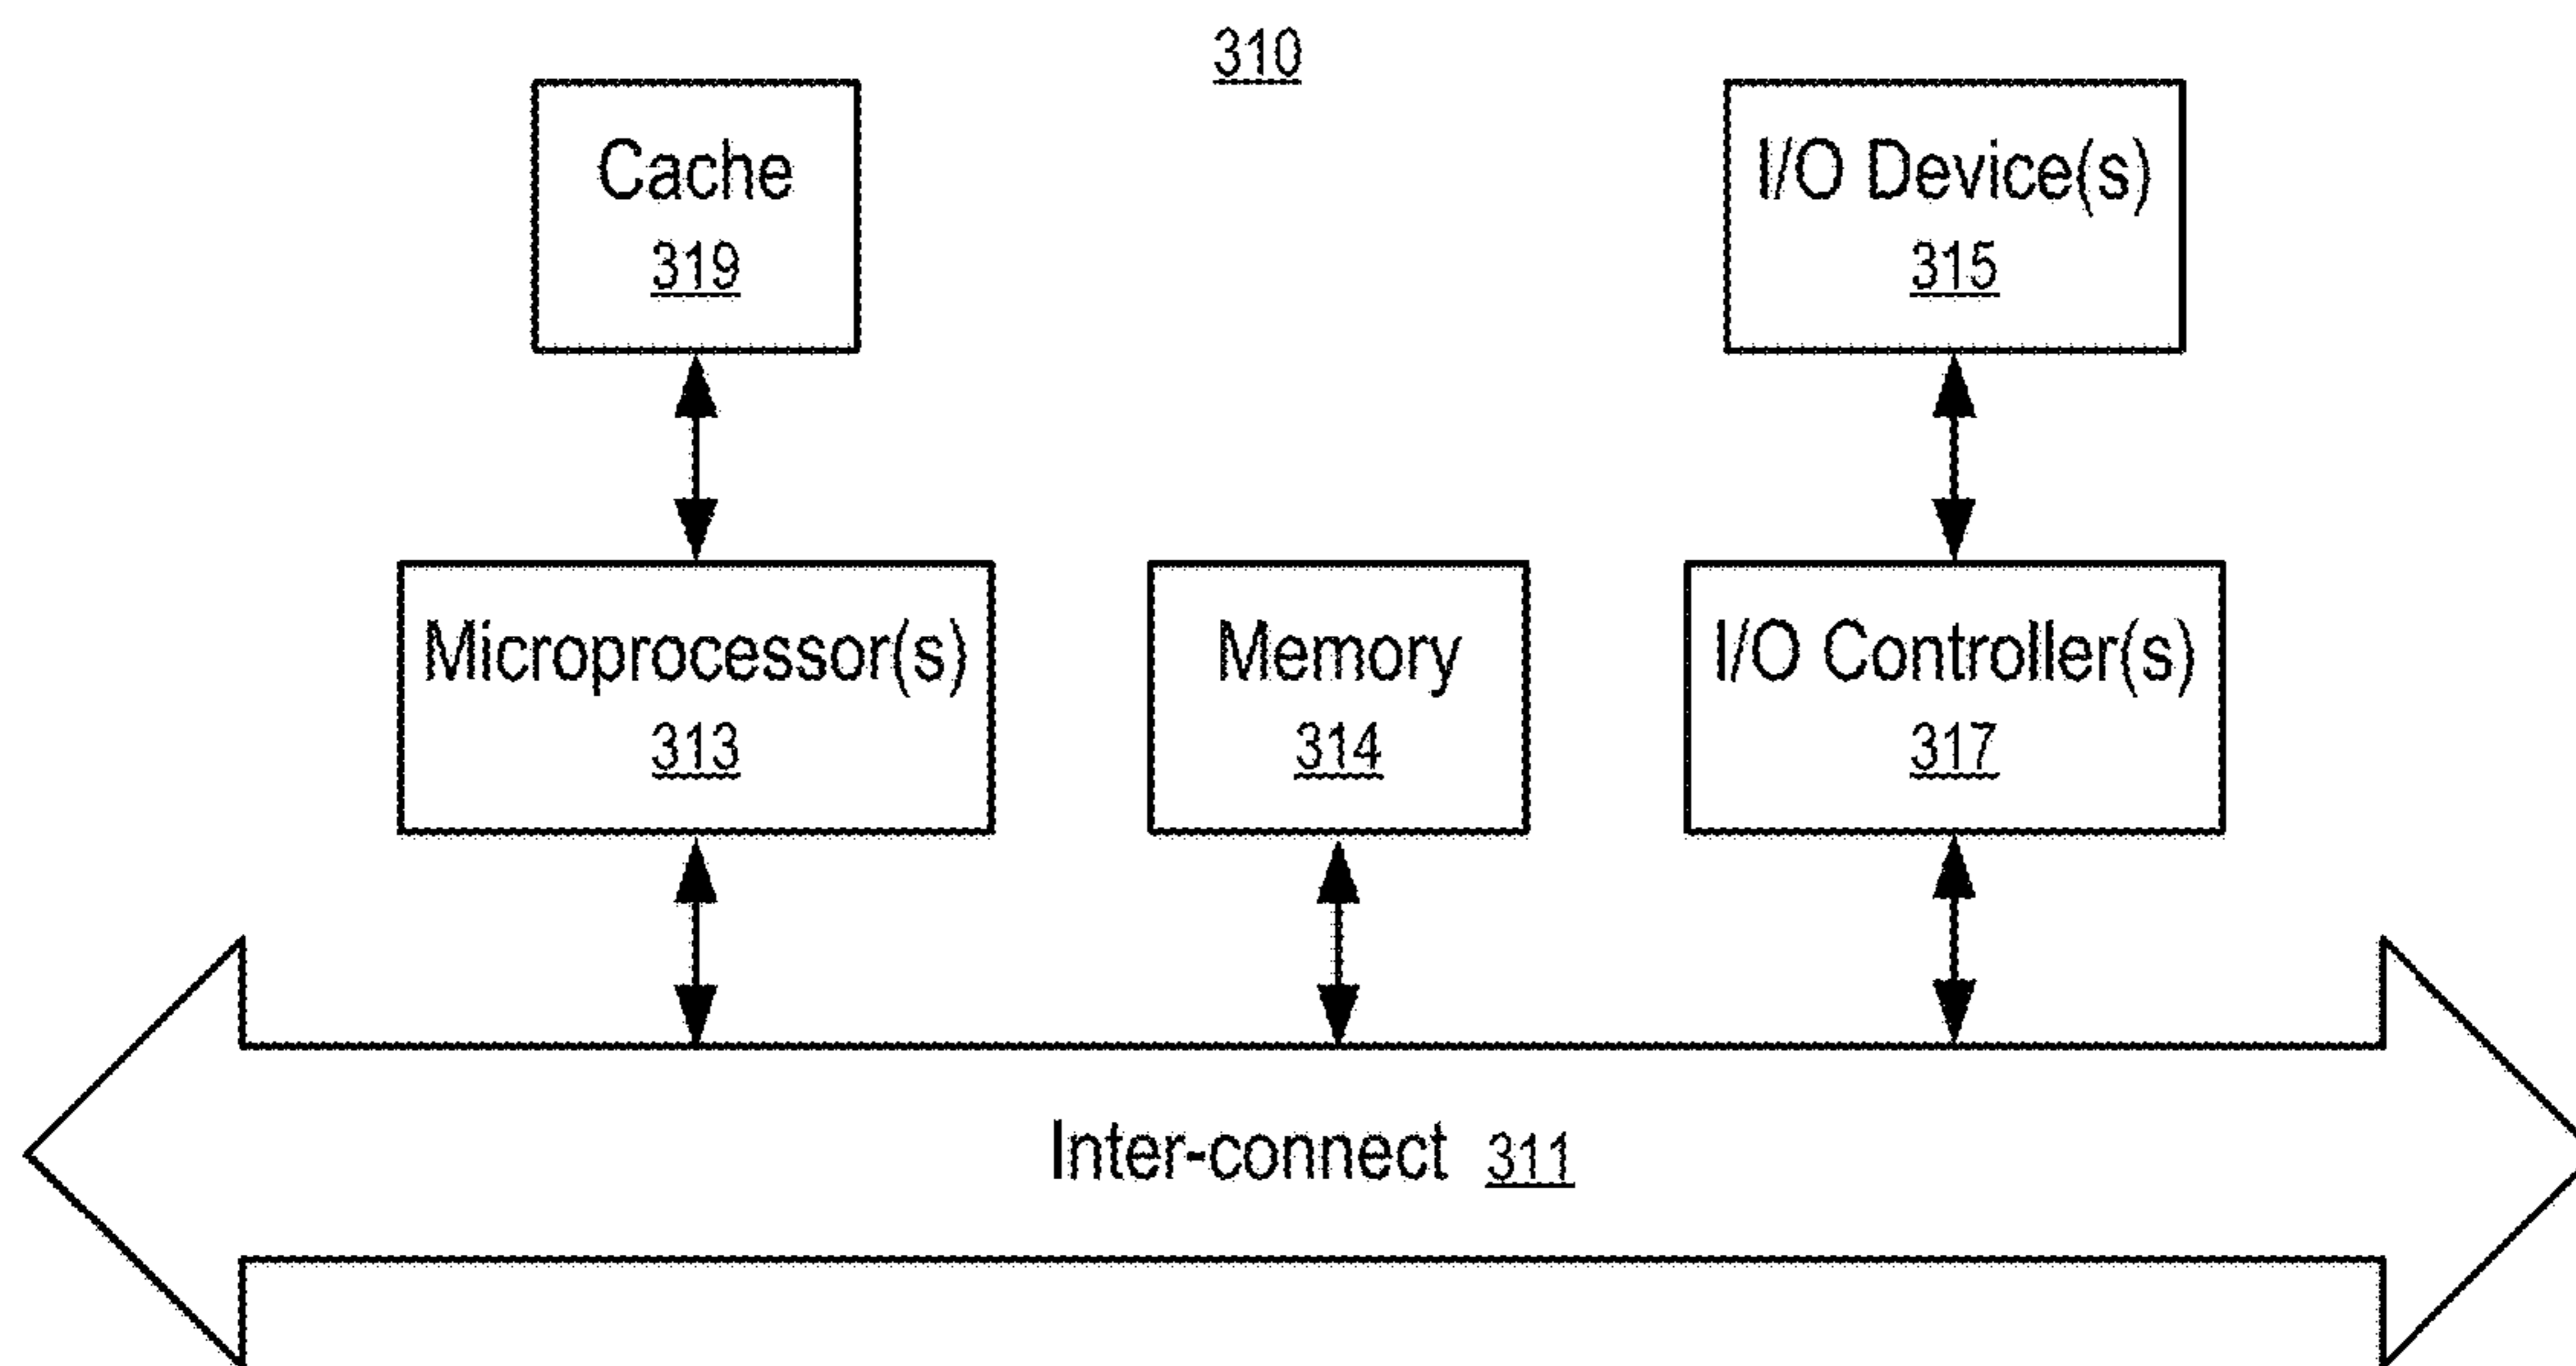 310
Cache
319
I/O Device(s)
315
Microprocessor(s)
313
Memory
314
I/O Controller(s)
317
Inter-connect 311